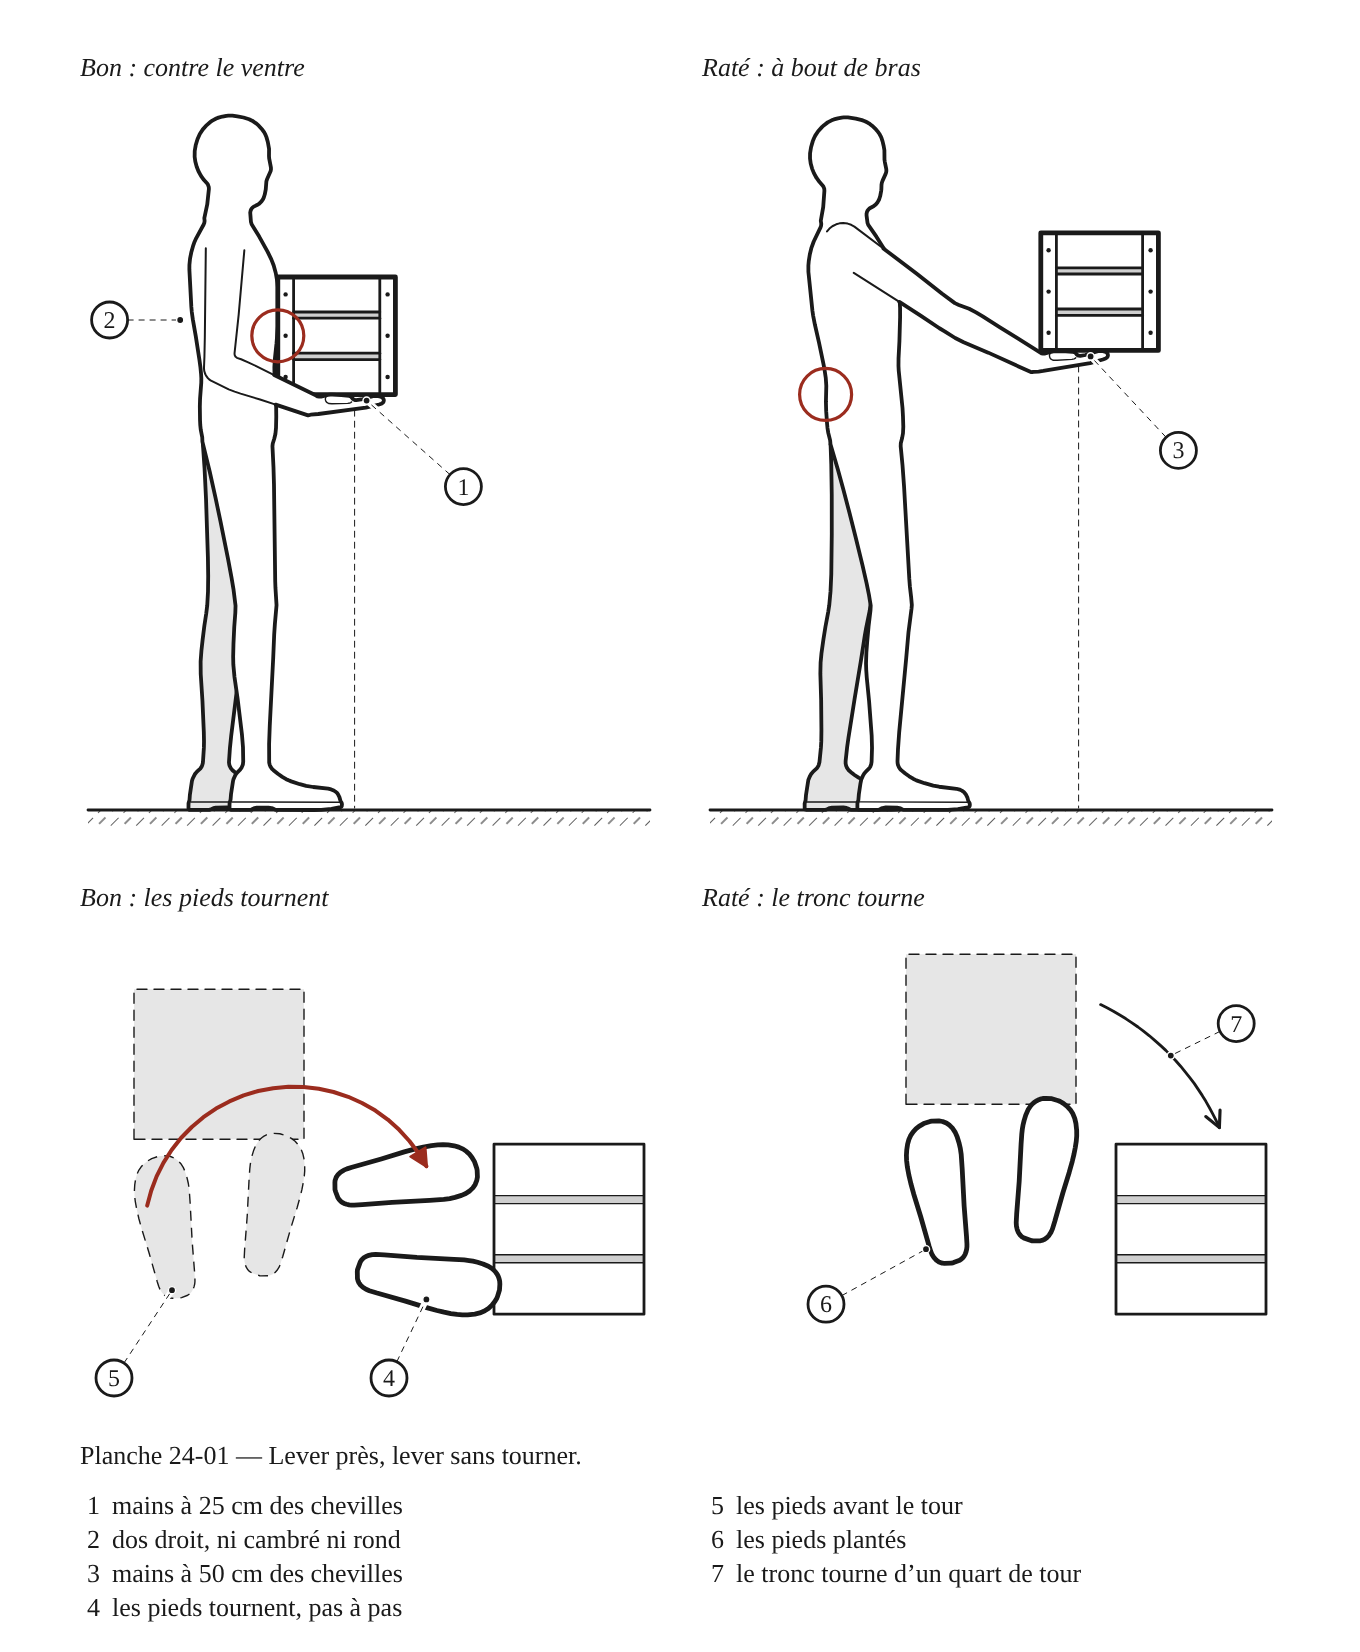 Bon : contre le ventre
Raté : à bout de bras
2
1
3
Bon : les pieds tournent
Raté : le tronc tourne
7
6
5
4
Planche 24-01 — Lever près, lever sans tourner.
1 mains à 25 cm des chevilles
2 dos droit, ni cambré ni rond
3 mains à 50 cm des chevilles
4 les pieds tournent, pas à pas
5 les pieds avant le tour
6 les pieds plantés
7 le tronc tourne d’un quart de tour